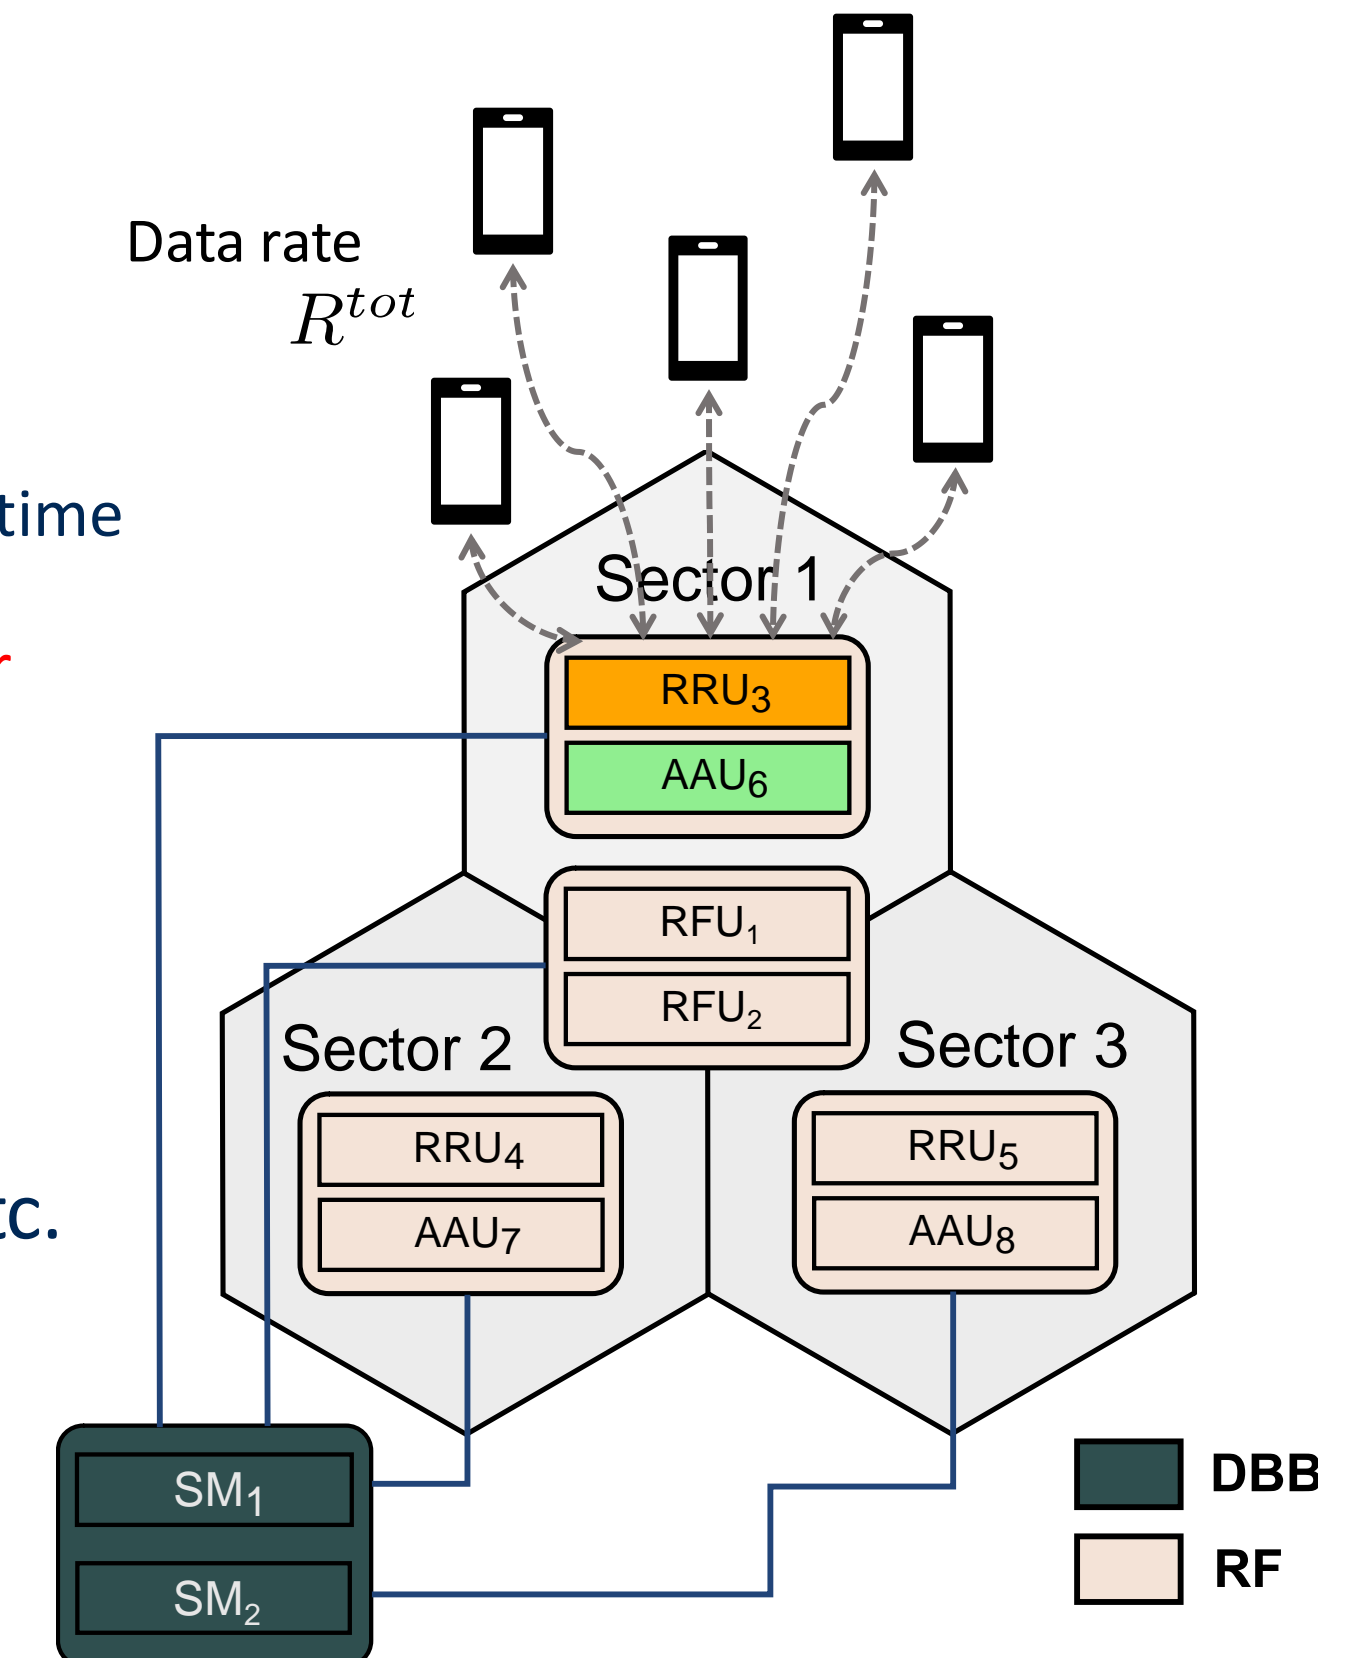 Data rate
R^{tot}
time
r
Sector 1
RRU₃
AAU₆
RFU₁
RFU₂
Sector 2
Sector 3
RRU₄
AAU₇
RRU₅
AAU₈
tc.
SM₁
SM₂
DBB
RF